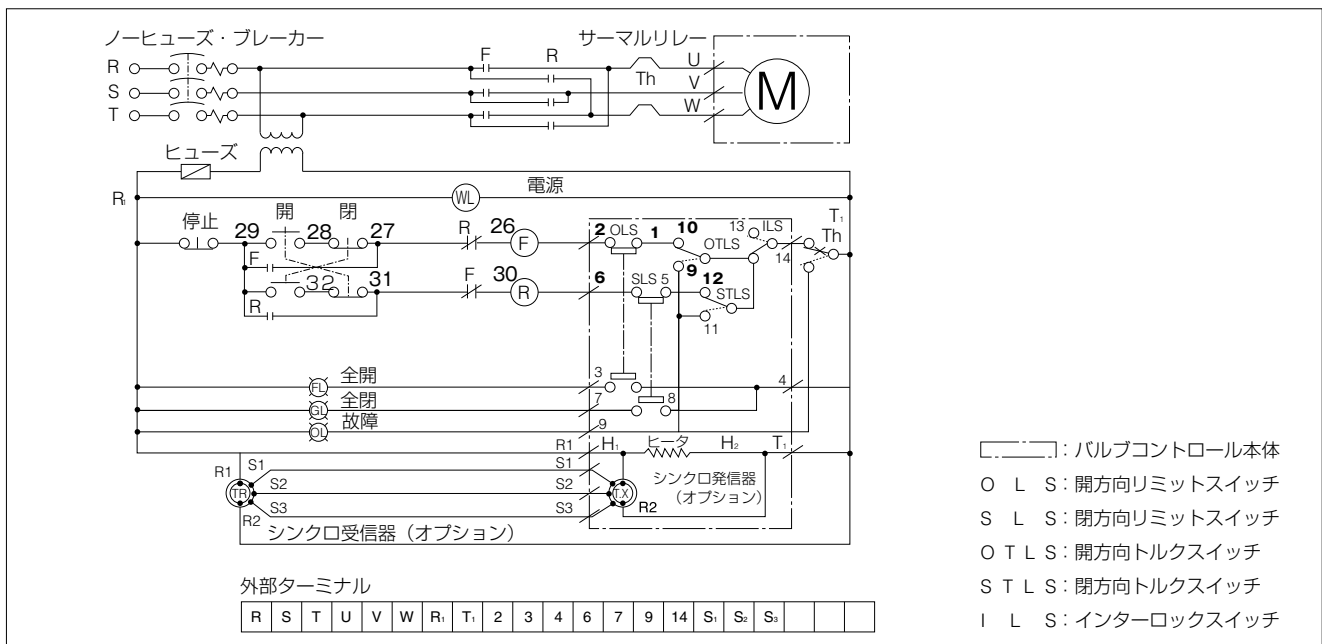 ノーヒューズ・ブレーカー
サーマルリレー
R
S
T
F
R
Th
U
V
W
M
ヒューズ
R₁
WL
電源
停止
29
開
28
閉
27
R
26
F
2
OLS
1
10
OTLS
13
ILS
14
T₁
Th
F
32
31
F
30
R
6
SLS
5
9
12
STLS
11
R
FL
全開
3
4
GL
全閉
7
8
OL
故障
9
R1
H₁
ヒータ
H₂
T₁
R1
S1
S1
TR
S2
S2
TX
シンクロ発信器
(オプション)
R2
S3
S3
R2
シンクロ受信器(オプション)
外部ターミナル
R S T U V W R₁ T₁ 2 3 4 6 7 9 14 S₁ S₂ S₃
:バルブコントロール本体
O L S:開方向リミットスイッチ
S L S:閉方向リミットスイッチ
O T L S:開方向トルクスイッチ
S T L S:閉方向トルクスイッチ
I L S:インターロックスイッチ